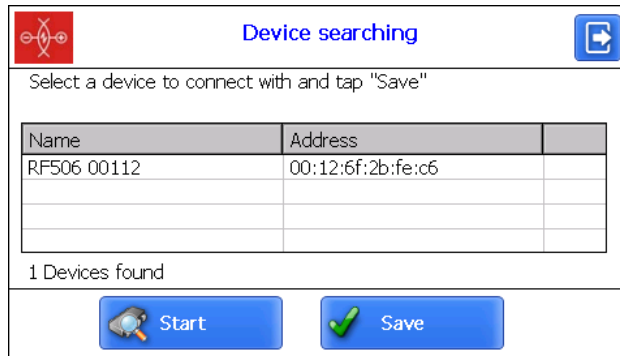 Device searching
Select a device to connect with and tap "Save"
Name Address
RF506 00112 00:12:6f:2b:fe:c6
1 Devices found
Start Save